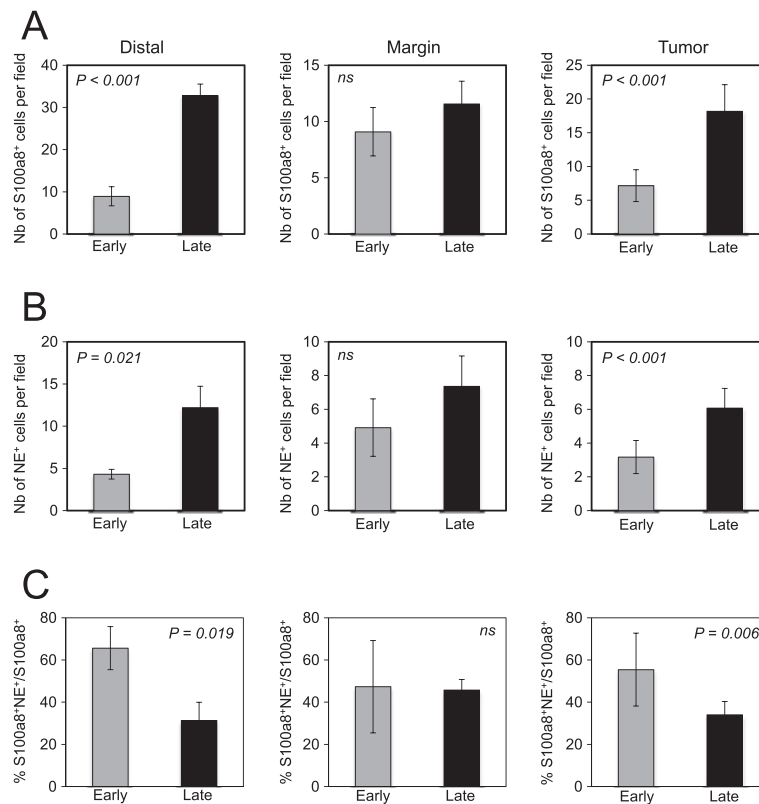 A
Distal
Margin
Tumor
Nb of S100a8⁺ cells per field
40
30
20
10
0
P < 0.001
Early
Late
Nb of S100a8⁺ cells per field
15
10
5
0
ns
Early
Late
Nb of S100a8⁺ cells per field
25
20
15
10
5
0
P < 0.001
Early
Late
B
Nb of NE⁺ cells per field
20
15
10
5
0
P = 0.021
Early
Late
Nb of NE⁺ cells per field
10
8
6
4
2
0
ns
Early
Late
Nb of NE⁺ cells per field
10
8
6
4
2
0
P < 0.001
Early
Late
C
% S100a8⁺NE⁺/S100a8⁺
80
60
40
20
0
P = 0.019
Early
Late
% S100a8⁺NE⁺/S100a8⁺
80
60
40
20
0
ns
Early
Late
% S100a8⁺NE⁺/S100a8⁺
80
60
40
20
0
P = 0.006
Early
Late